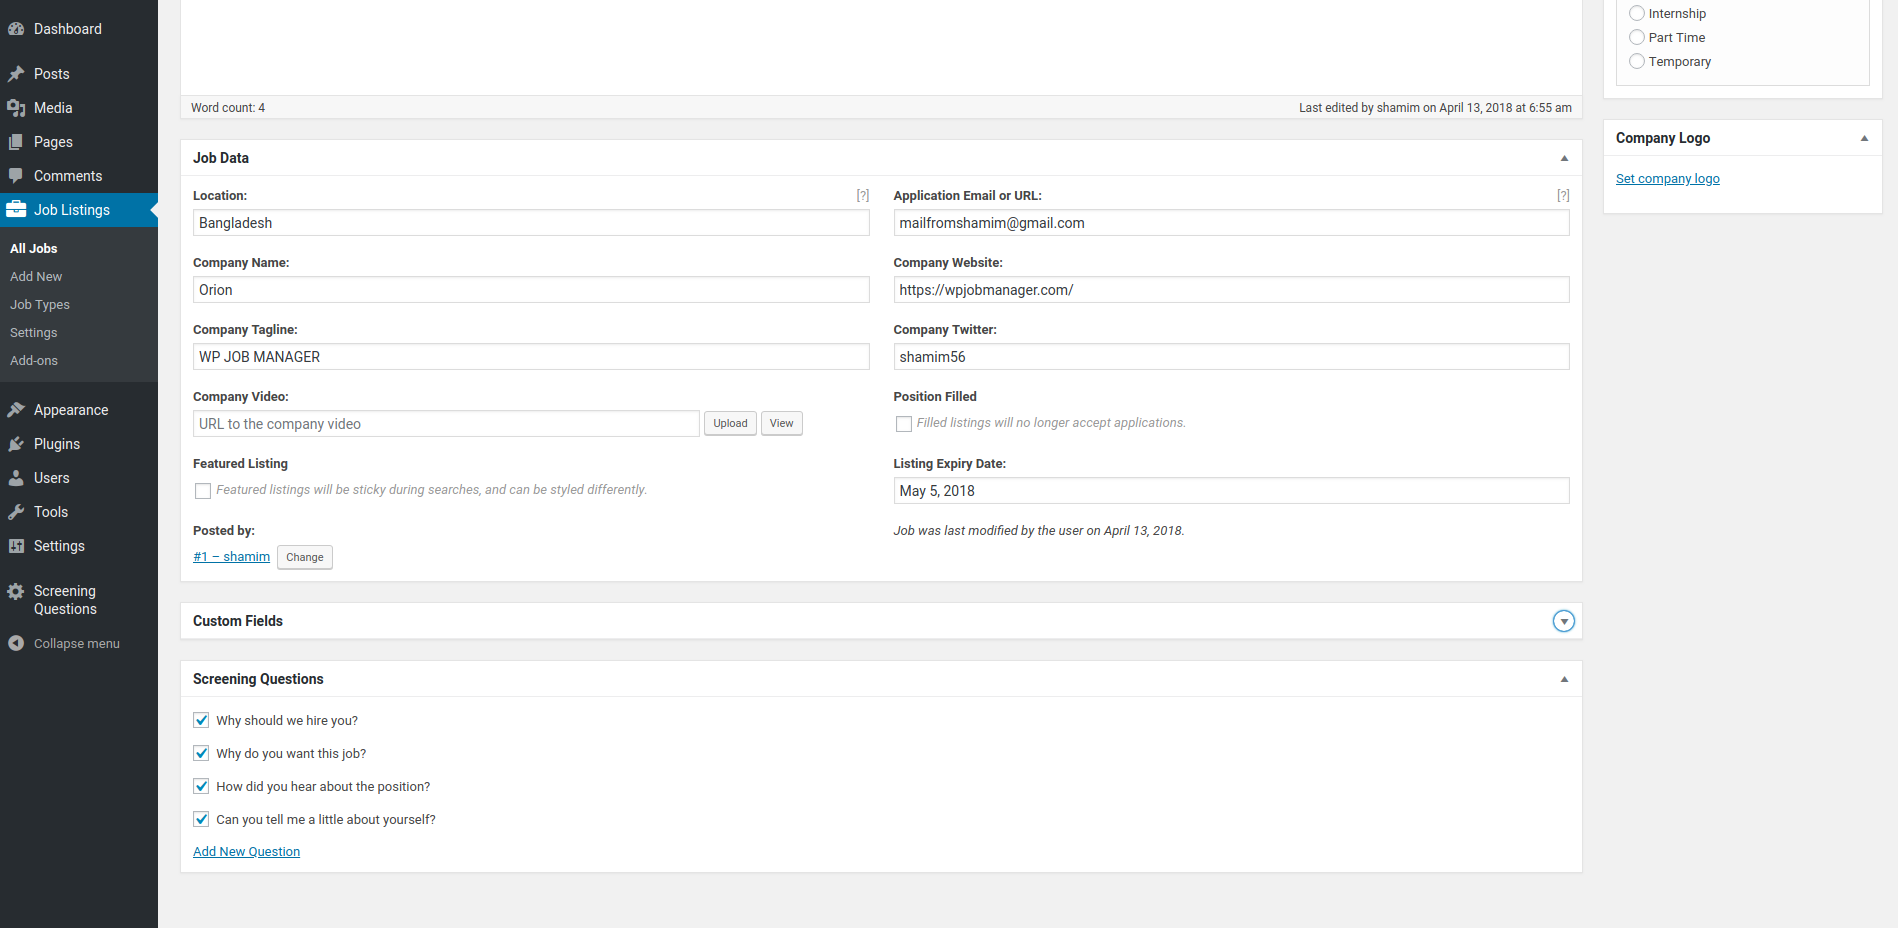 Dashboard
Posts
Media
Pages
Comments
Job Listings
All Jobs
Add New
Job Types
Settings
Add-ons
Appearance
Plugins
Users
Tools
Settings
Screening
Questions
Collapse menu
Word count: 4
Last edited by shamim on April 13, 2018 at 6:55 am
Job Data
Location: [?]
Bangladesh
Application Email or URL: [?]
mailfromshamim@gmail.com
Company Name:
Orion
Company Website:
https://wpjobmanager.com/
Company Tagline:
WP JOB MANAGER
Company Twitter:
shamim56
Company Video:
URL to the company video
Upload
View
Position Filled
Filled listings will no longer accept applications.
Featured Listing
Featured listings will be sticky during searches, and can be styled differently.
Listing Expiry Date:
May 5, 2018
Posted by:
#1 – shamim
Change
Job was last modified by the user on April 13, 2018.
Custom Fields
Screening Questions
Why should we hire you?
Why do you want this job?
How did you hear about the position?
Can you tell me a little about yourself?
Add New Question
Internship
Part Time
Temporary
Company Logo
Set company logo